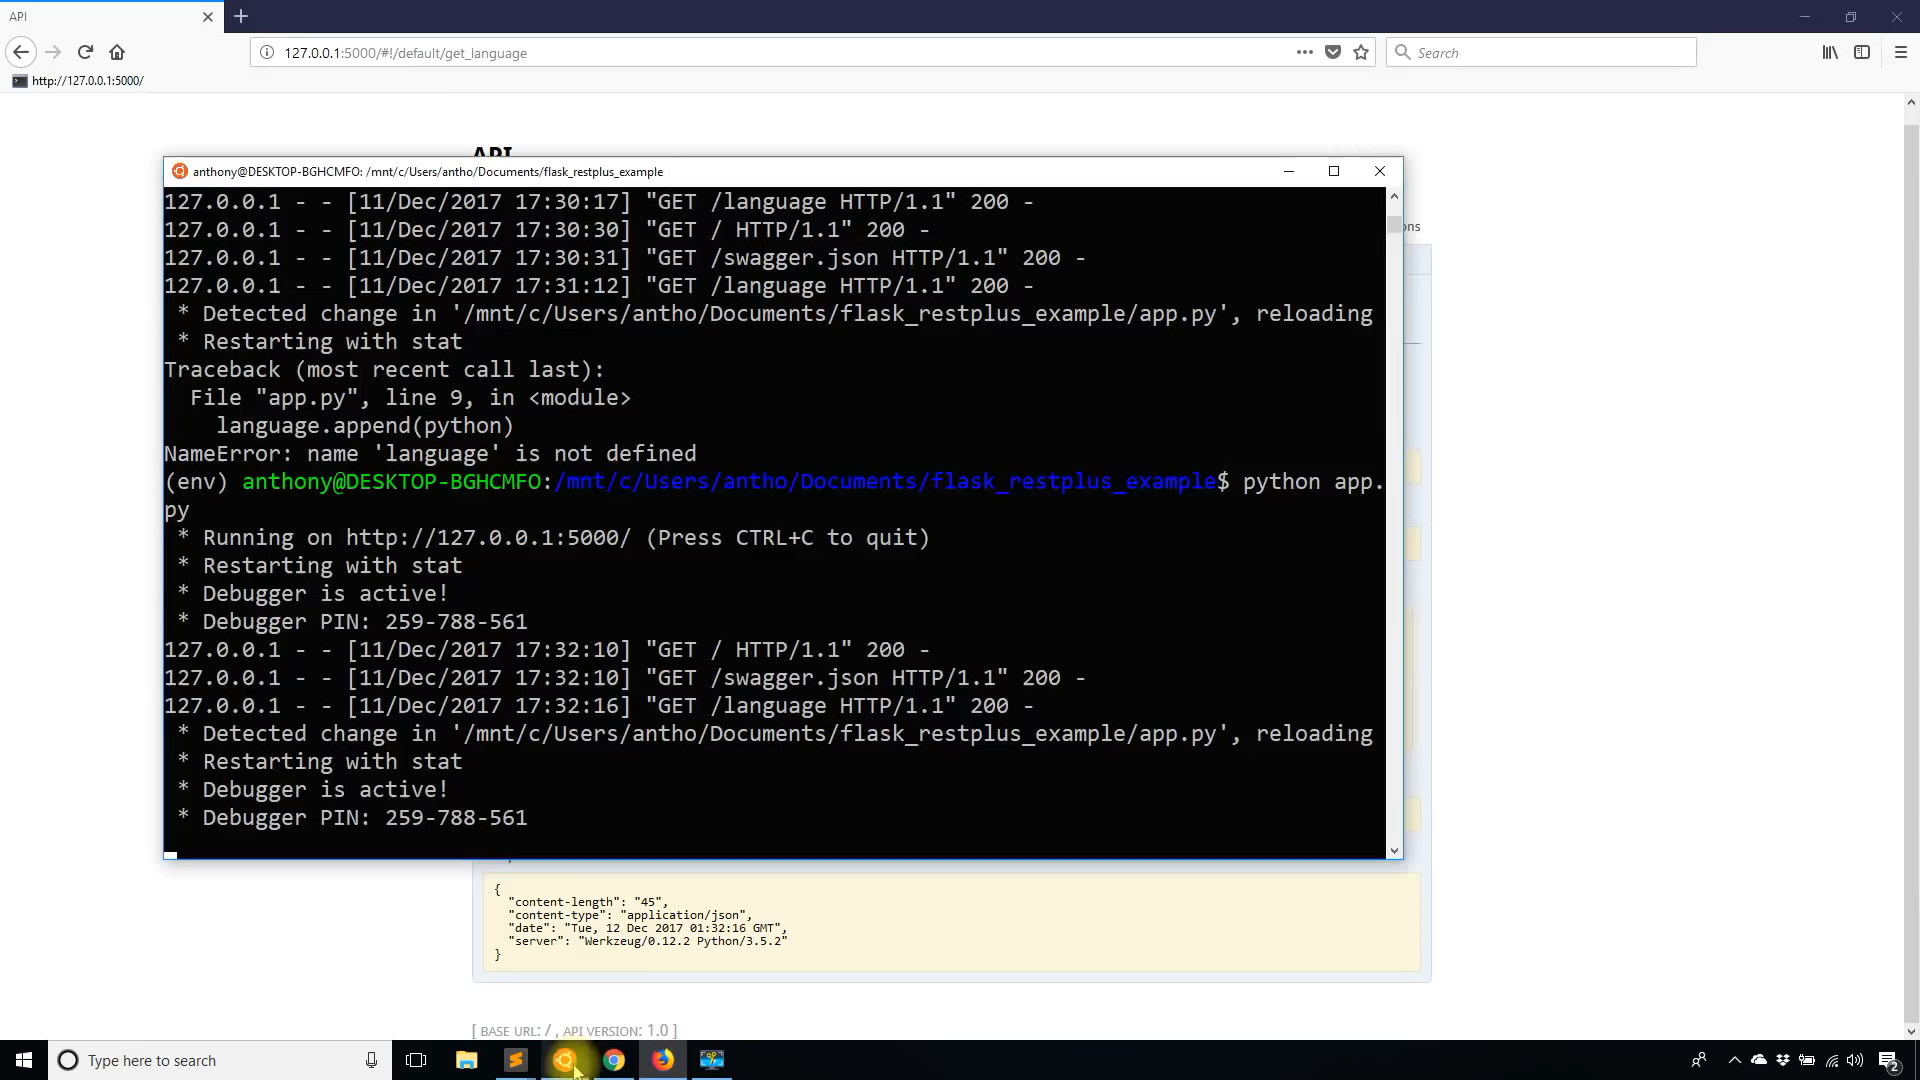 API
127.0.0.1:5000/#!/default/get_language
Search
http://127.0.0.1:5000/
API
anthony@DESKTOP-BGHCMFO: /mnt/c/Users/antho/Documents/flask_restplus_example
127.0.0.1 - - [11/Dec/2017 17:30:17] "GET /language HTTP/1.1" 200 -
127.0.0.1 - - [11/Dec/2017 17:30:30] "GET / HTTP/1.1" 200 -
127.0.0.1 - - [11/Dec/2017 17:30:31] "GET /swagger.json HTTP/1.1" 200 -
127.0.0.1 - - [11/Dec/2017 17:31:12] "GET /language HTTP/1.1" 200 -
* Detected change in '/mnt/c/Users/antho/Documents/flask_restplus_example/app.py', reloading
* Restarting with stat
Traceback (most recent call last):
File "app.py", line 9, in <module>
language.append(python)
NameError: name 'language' is not defined
(env) anthony@DESKTOP-BGHCMFO:/mnt/c/Users/antho/Documents/flask_restplus_example$ python app.
py
* Running on http://127.0.0.1:5000/ (Press CTRL+C to quit)
* Restarting with stat
* Debugger is active!
* Debugger PIN: 259-788-561
127.0.0.1 - - [11/Dec/2017 17:32:10] "GET / HTTP/1.1" 200 -
127.0.0.1 - - [11/Dec/2017 17:32:10] "GET /swagger.json HTTP/1.1" 200 -
127.0.0.1 - - [11/Dec/2017 17:32:16] "GET /language HTTP/1.1" 200 -
* Detected change in '/mnt/c/Users/antho/Documents/flask_restplus_example/app.py', reloading
* Restarting with stat
* Debugger is active!
* Debugger PIN: 259-788-561
ons
{
"content-length": "45",
"content-type": "application/json",
"date": "Tue, 12 Dec 2017 01:32:16 GMT",
"server": "Werkzeug/0.12.2 Python/3.5.2"
}
[ BASE URL: / , API VERSION: 1.0 ]
Type here to search
2